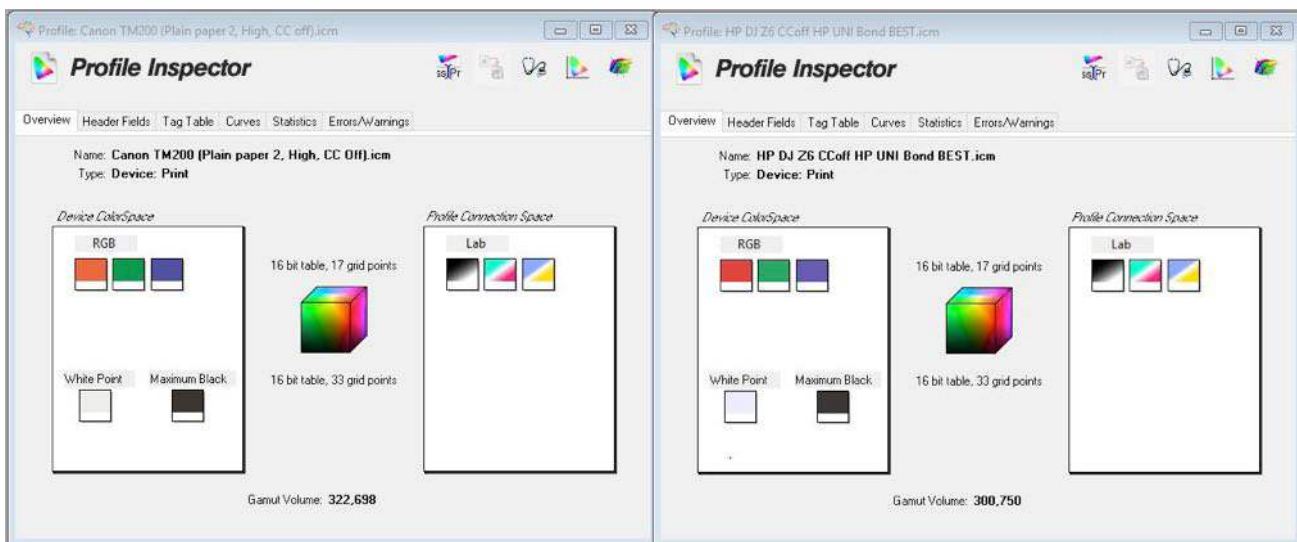 Profile: Canon TM200 (Plain paper 2, High, CC off).icm
Profile Inspector
Overview Header Fields Tag Table Curves Statistics Errors/Warnings
Name: Canon TM200 (Plain paper 2, High, CC Off).icm
Type: Device: Print
Device ColorSpace
Profile Connection Space
RGB
Lab
16 bit table, 17 grid points
White Point
Maximum Black
16 bit table, 33 grid points
Gamut Volume: 322,698
Profile: HP DJ Z6 CCoff HP UNI Bond BEST.icm
Profile Inspector
Overview Header Fields Tag Table Curves Statistics Errors/Warnings
Name: HP DJ Z6 CCoff HP UNI Bond BEST.icm
Type: Device: Print
Device ColorSpace
Profile Connection Space
RGB
Lab
16 bit table, 17 grid points
White Point
Maximum Black
16 bit table, 33 grid points
Gamut Volume: 300,750